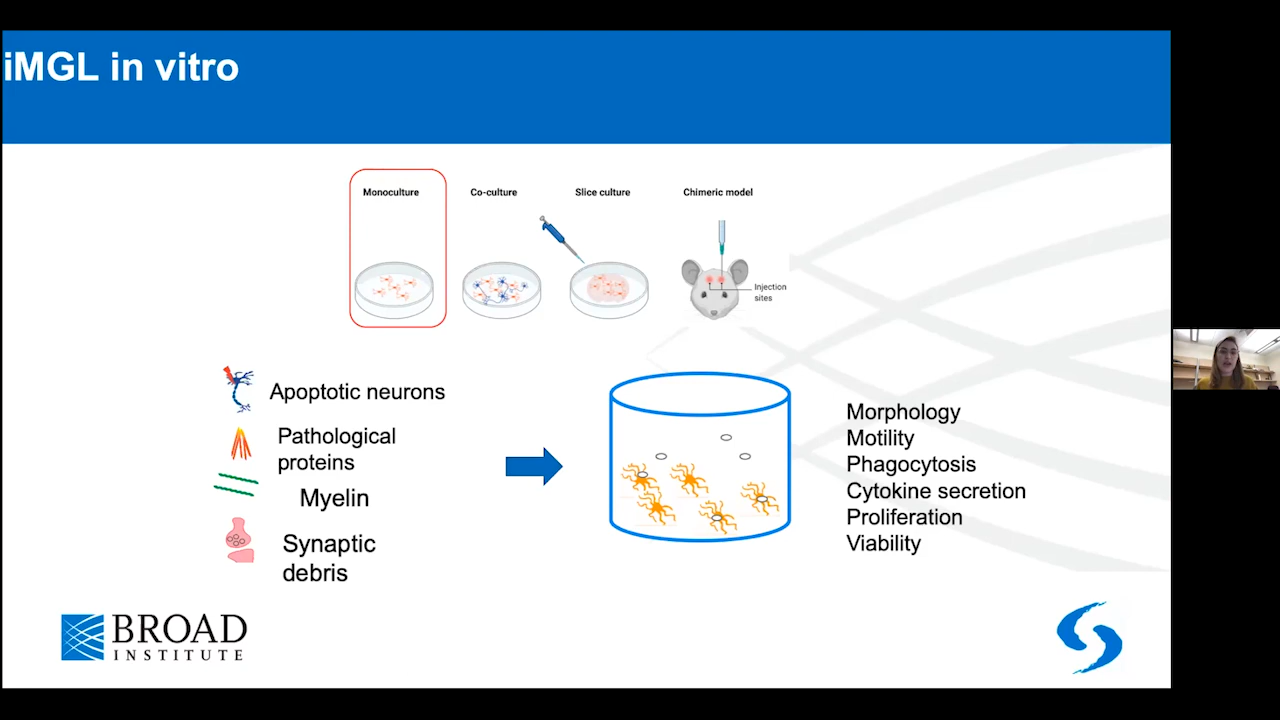 iMGL in vitro
Monoculture
Co-culture
Slice culture
Chimeric model
Injection
sites
Apoptotic neurons
Pathological
proteins
Myelin
Synaptic
debris
Morphology
Motility
Phagocytosis
Cytokine secretion
Proliferation
Viability
BROAD
INSTITUTE